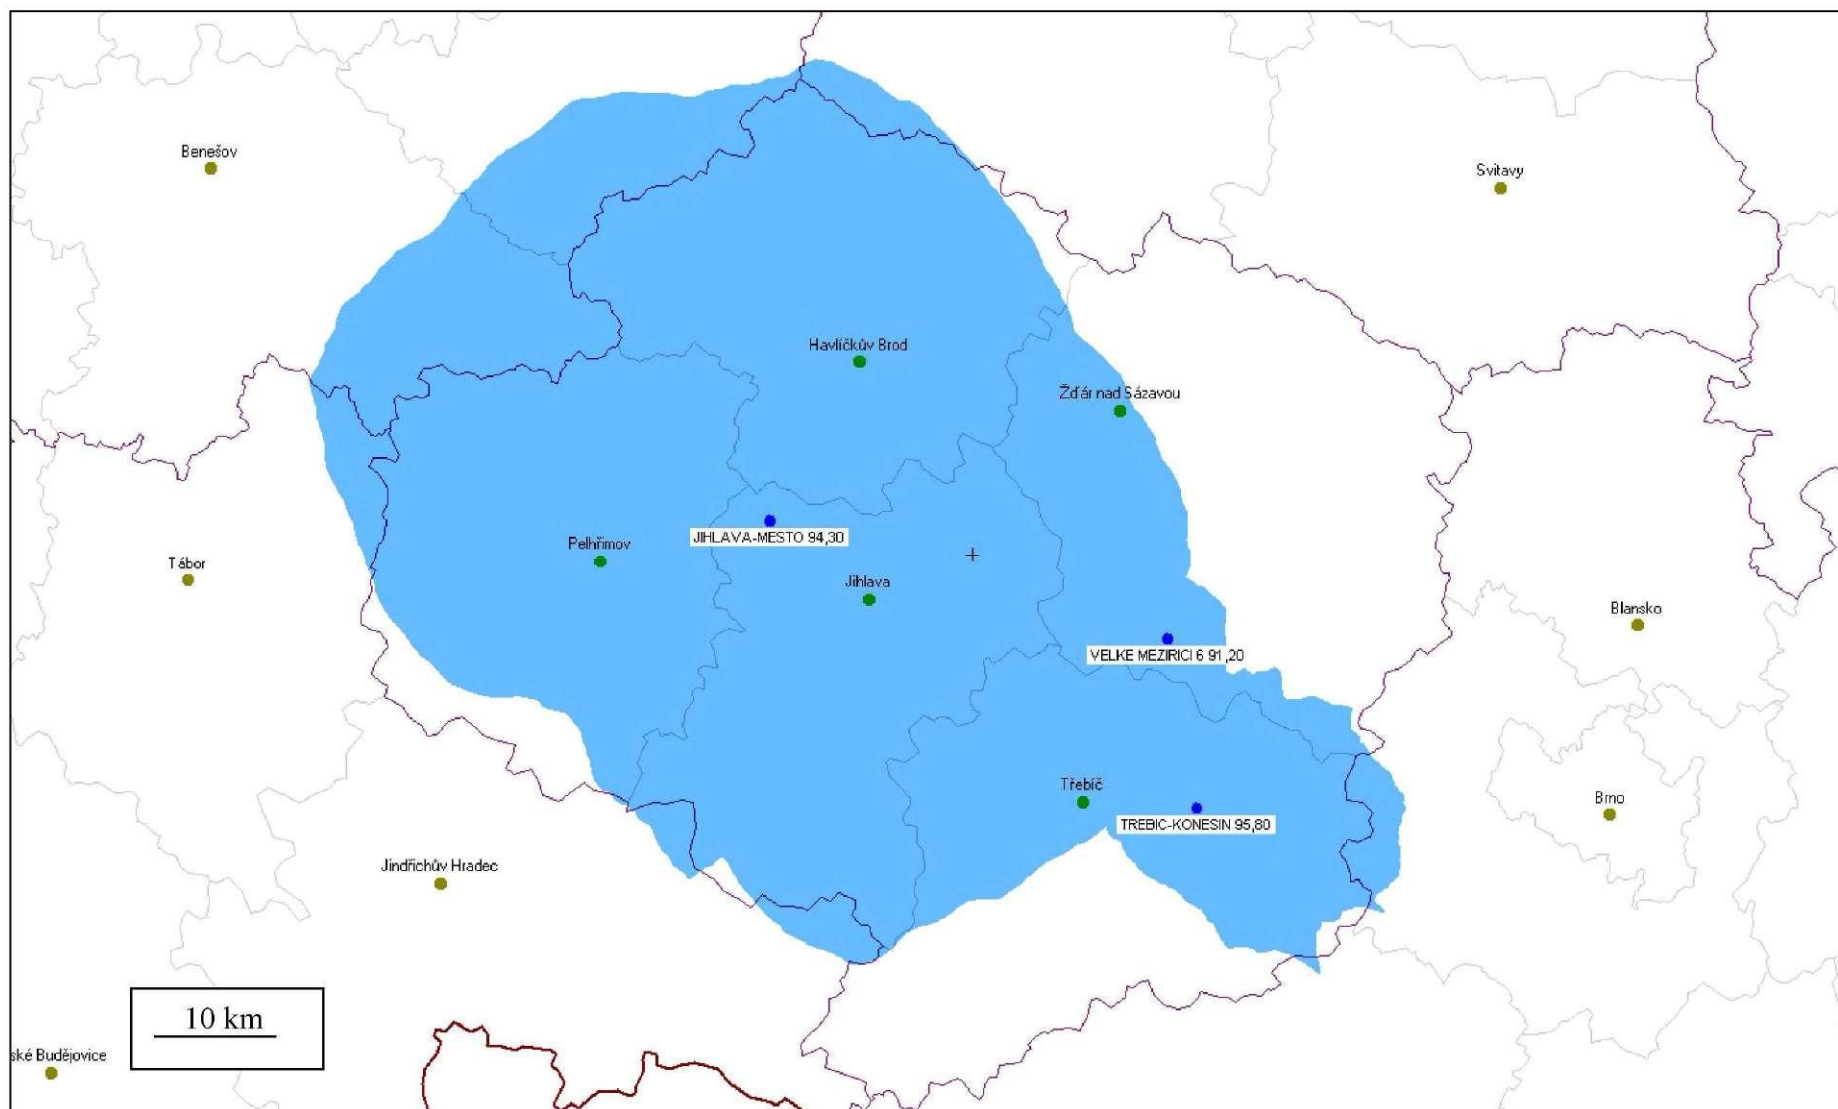 Benešov
Svitavy
Havlíčkův Brod
Žďár nad Sázavou
JIHLAVA-MESTO 94,30
Pelhřimov
Tábor
Jihlava
Blansko
VELKE MEZIRICI 6 91,20
Třebíč
Brno
TREBIC-KONESIN 95,80
Jindřichův Hradec
10 km
ské Budějovice